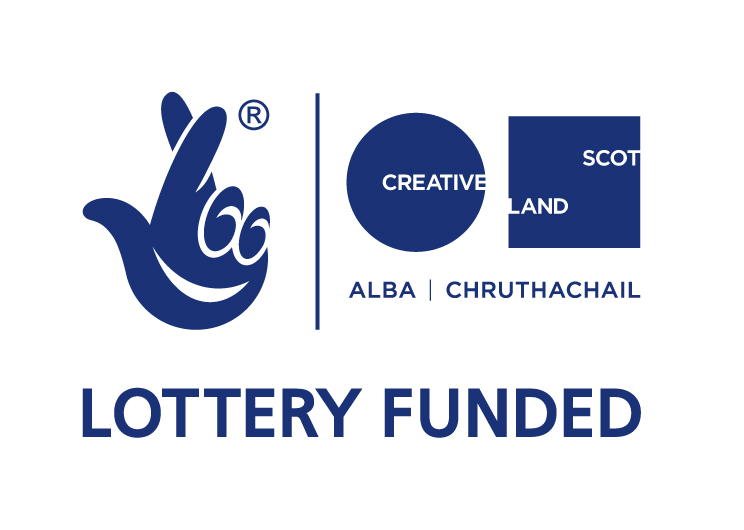 ®
CREATIVE
SCOT
LAND
ALBA | CHRUTHACHAIL
LOTTERY FUNDED